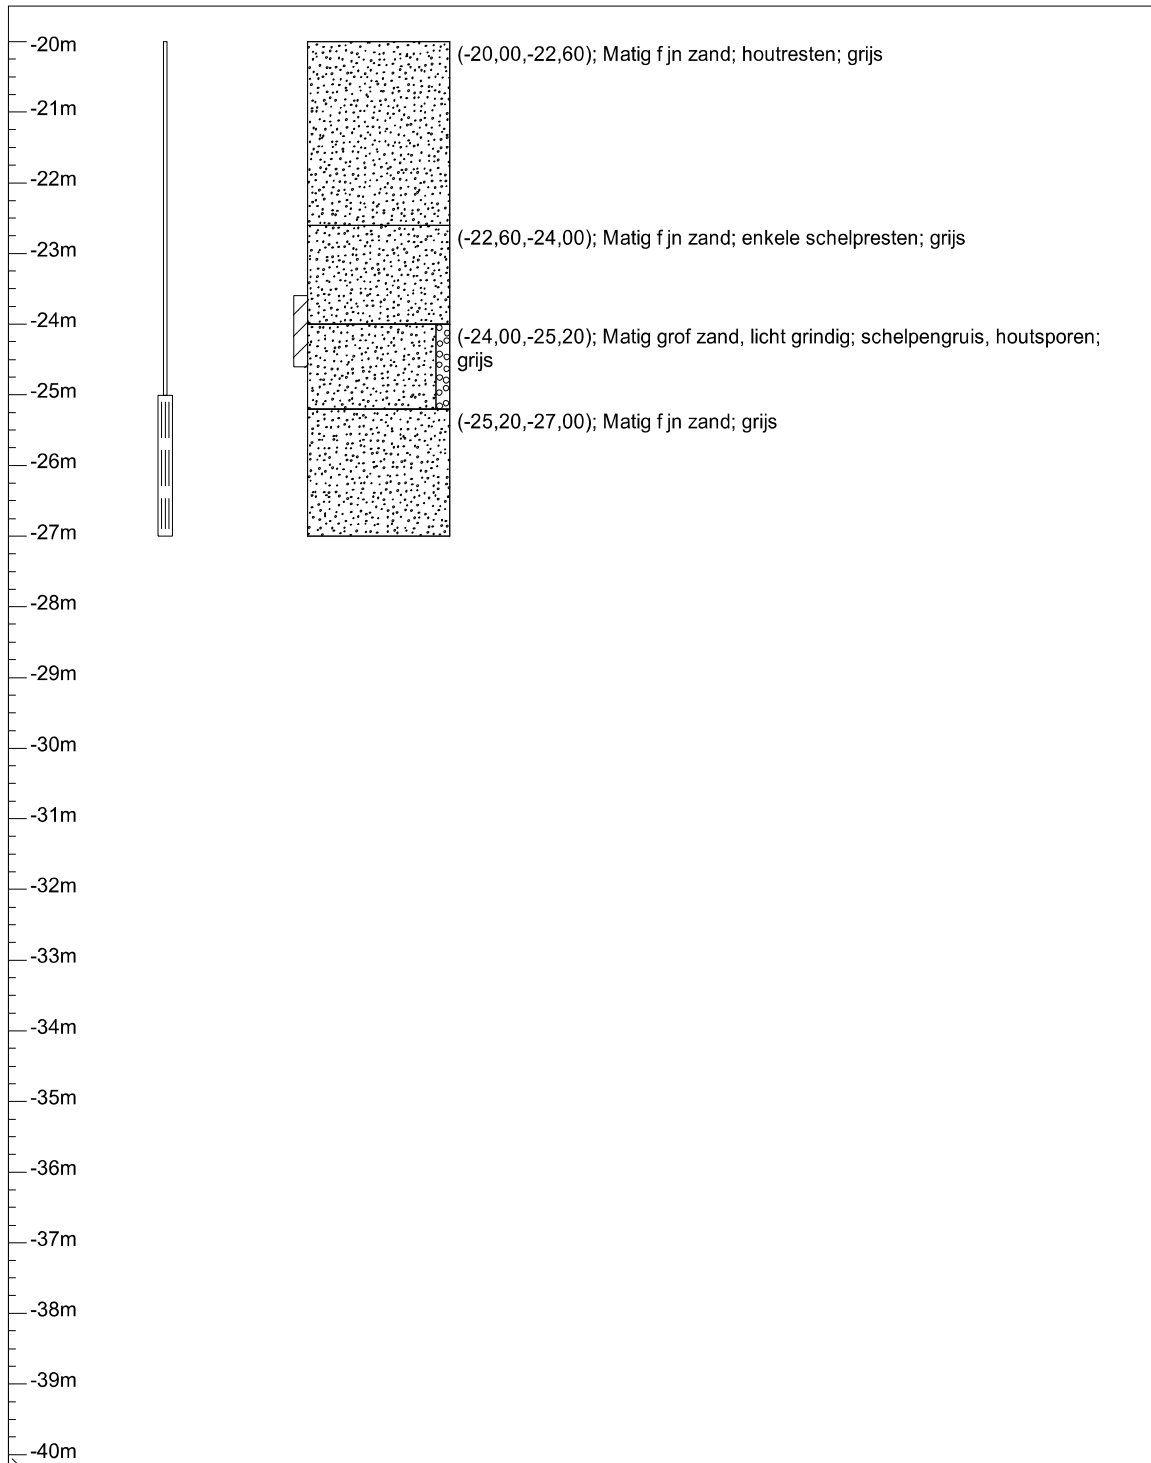 -20m
(-20,00,-22,60); Matig f jn zand; houtresten; grijs
-21m
-22m
(-22,60,-24,00); Matig f jn zand; enkele schelpresten; grijs
-23m
-24m
(-24,00,-25,20); Matig grof zand, licht grindig; schelpengruis, houtsporen;
grijs
-25m
(-25,20,-27,00); Matig f jn zand; grijs
-26m
-27m
-28m
-29m
-30m
-31m
-32m
-33m
-34m
-35m
-36m
-37m
-38m
-39m
-40m